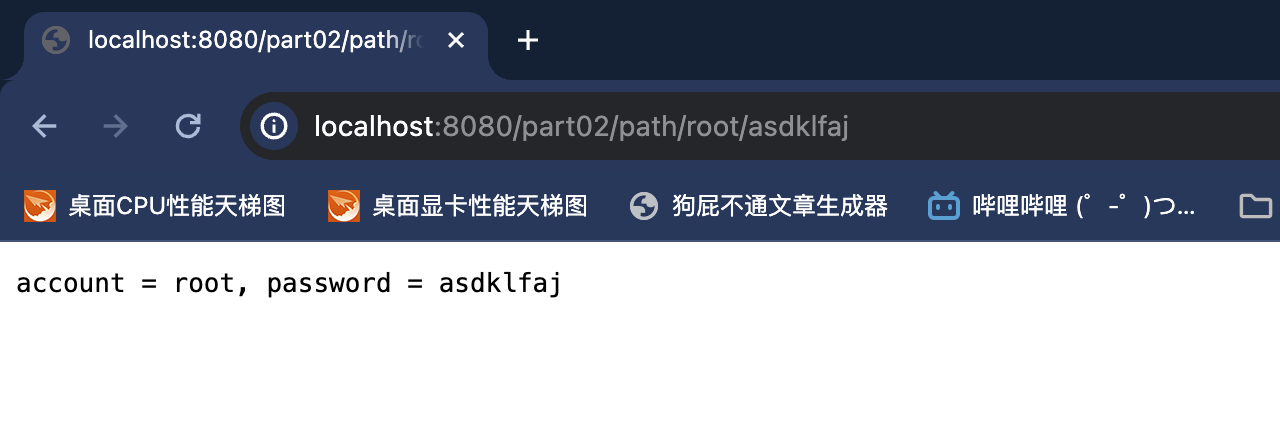 localhost:8080/part02/path/ro
localhost:8080/part02/path/root/asdklfaj
桌面CPU性能天梯图 桌面显卡性能天梯图 狗屁不通文章生成器 哔哩哔哩 (゜-゜)つ...
account = root, password = asdklfaj